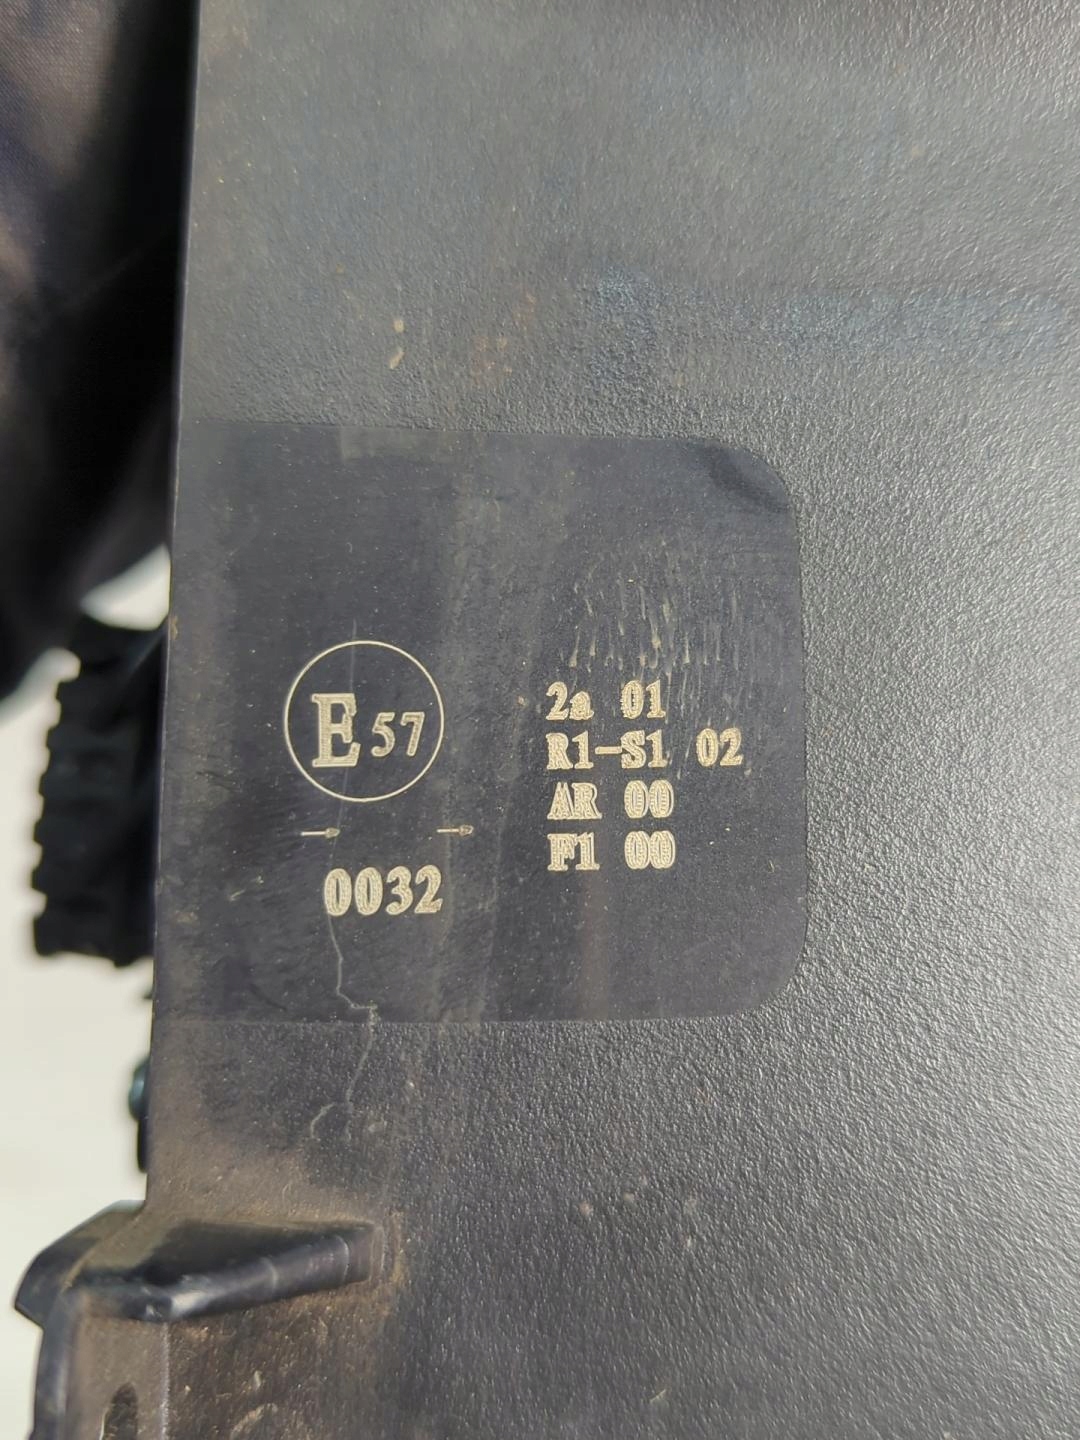 E57
→ →
0032
2a 01
R1-S1 02
AR 00
F1 00